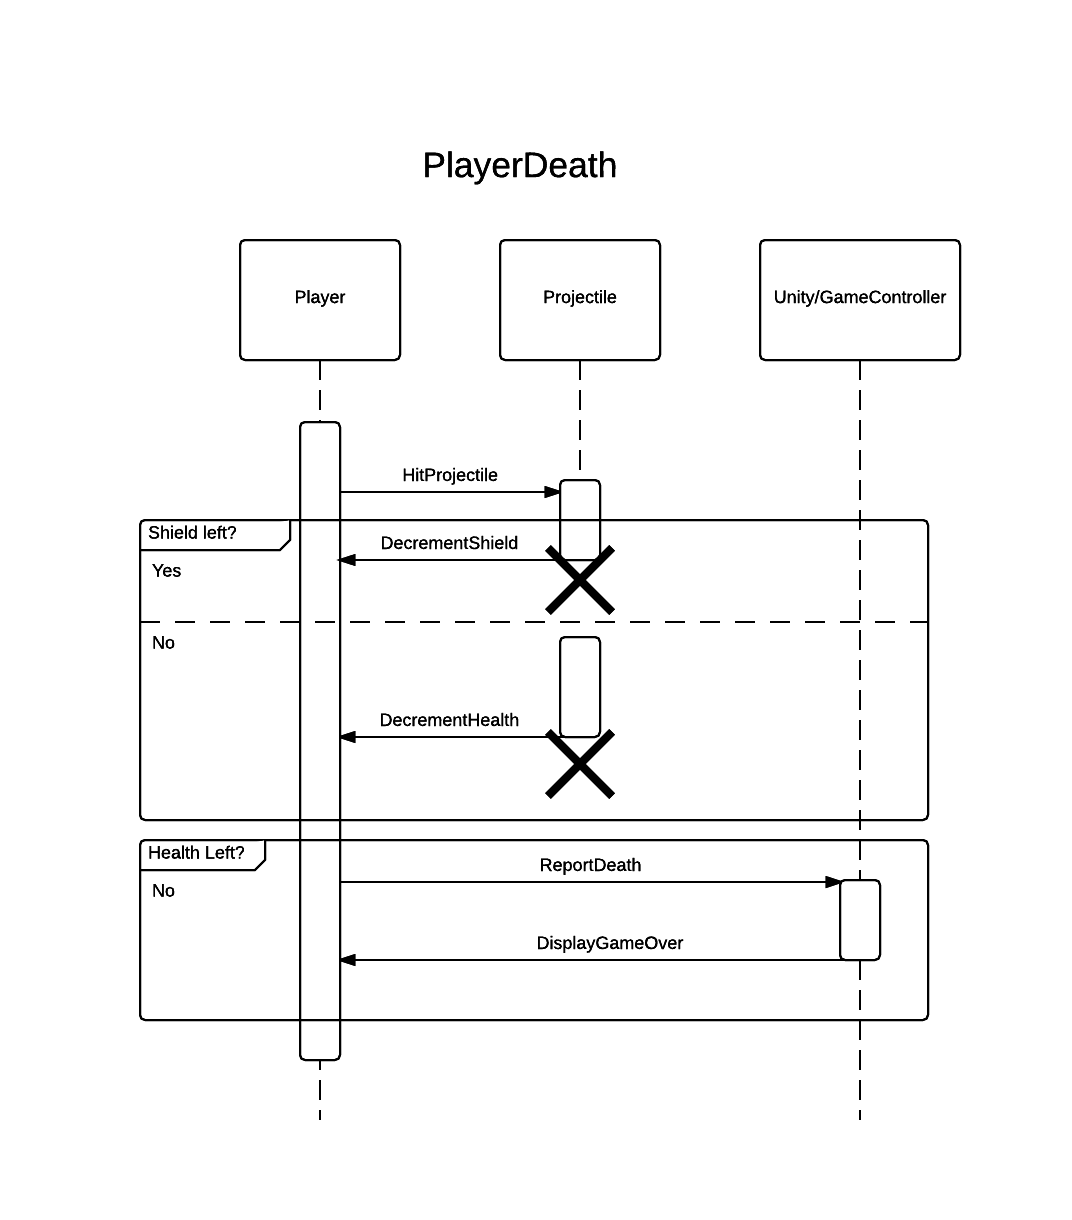 PlayerDeath
Player
Projectile
Unity/GameController
HitProjectile
Shield left?
DecrementShield
Yes
No
DecrementHealth
Health Left?
ReportDeath
No
DisplayGameOver